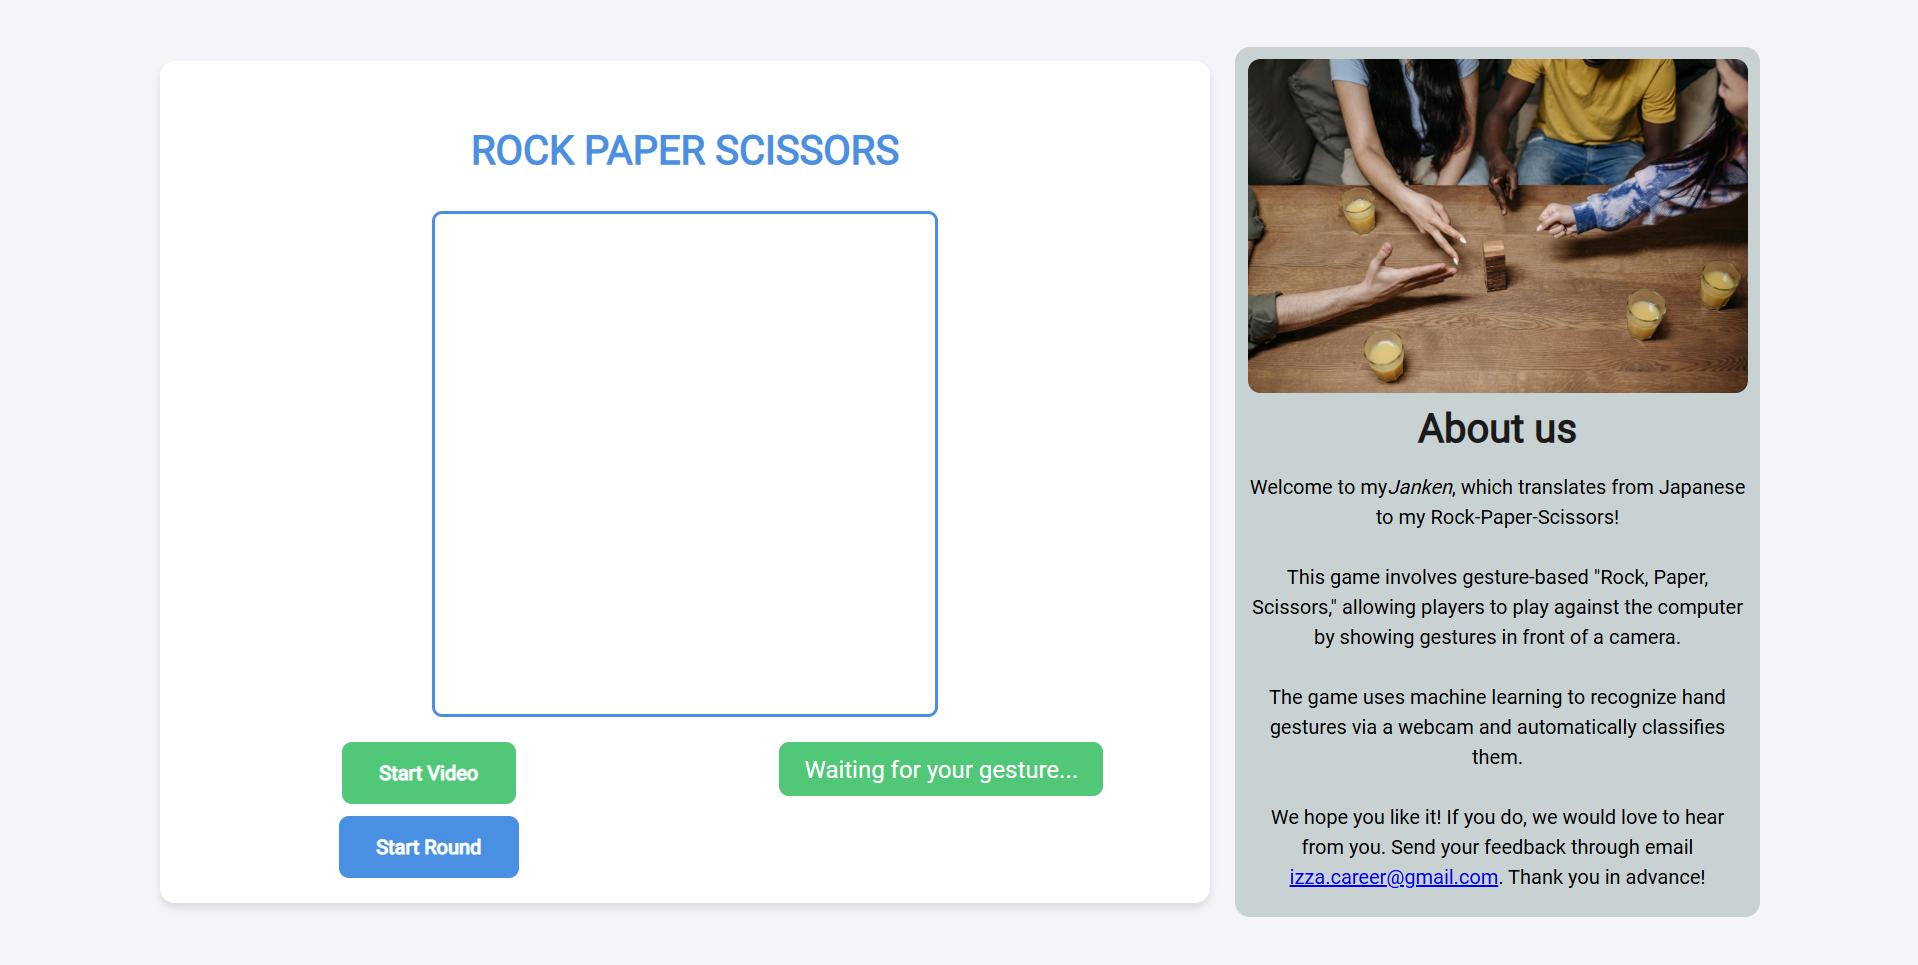 ROCK PAPER SCISSORS
Start Video
Start Round
Waiting for your gesture...
About us
Welcome to myJanken, which translates from Japanese
to my Rock-Paper-Scissors!
This game involves gesture-based "Rock, Paper,
Scissors," allowing players to play against the computer
by showing gestures in front of a camera.
The game uses machine learning to recognize hand
gestures via a webcam and automatically classifies
them.
We hope you like it! If you do, we would love to hear
from you. Send your feedback through email
izza.career@gmail.com. Thank you in advance!